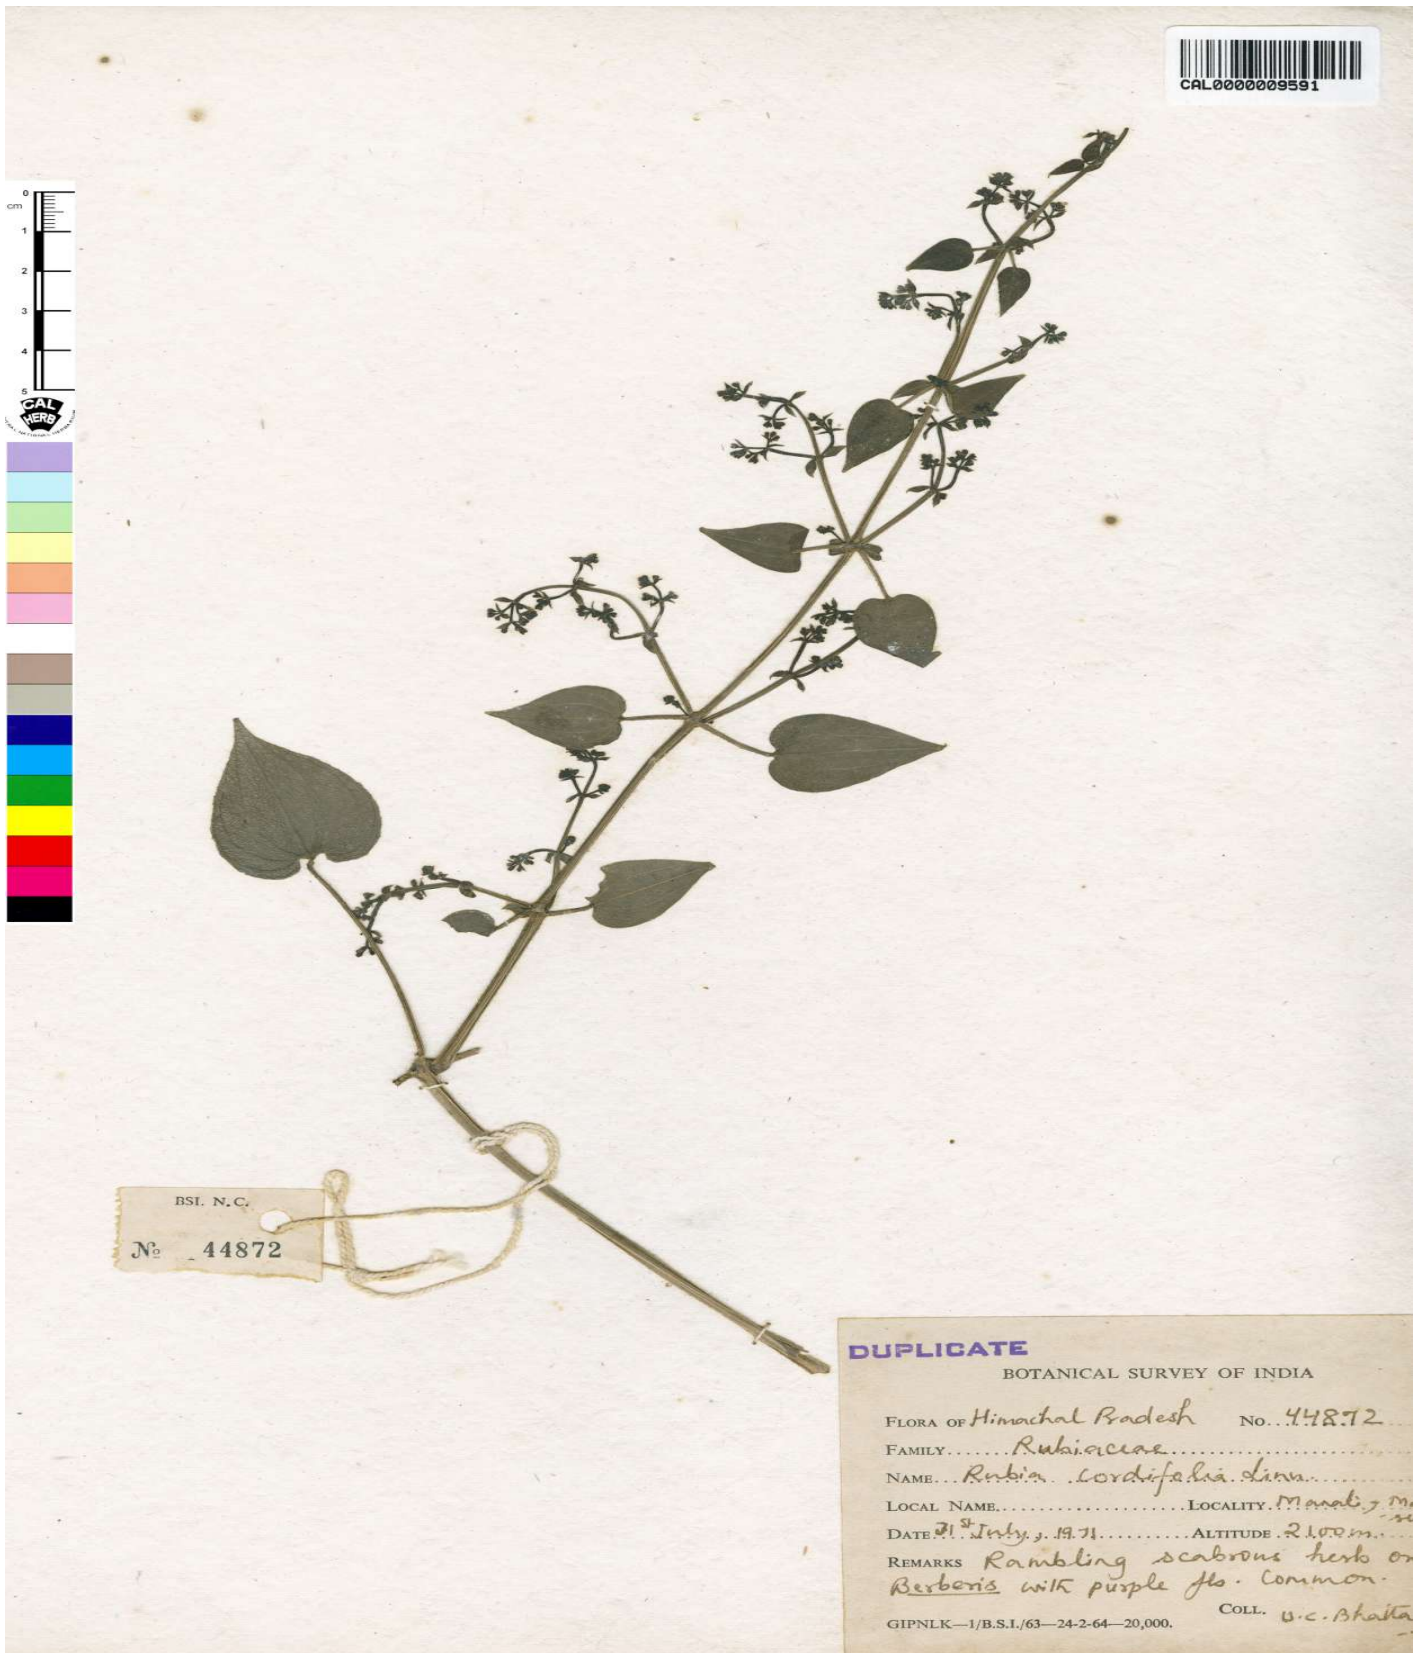 CAL0000009591
0
cm
1
2
3
4
5
CAL
HERB
BSI. N.C.
No 44872
DUPLICATE
BOTANICAL SURVEY OF INDIA
FLORA OF Himachal Pradesh No. 44872
FAMILY Rubiaceae
NAME Rubia cordifolia Linn.
LOCAL NAME LOCALITY Manali,
DATE 31st July, 1971 ALTITUDE 2100m.
REMARKS Rambling scabrous herb on
Berberis with purple fls. Common.
COLL. U.C. Bhatta
GIPNLK—1/B.S.I./63—24-2-64—20,000.